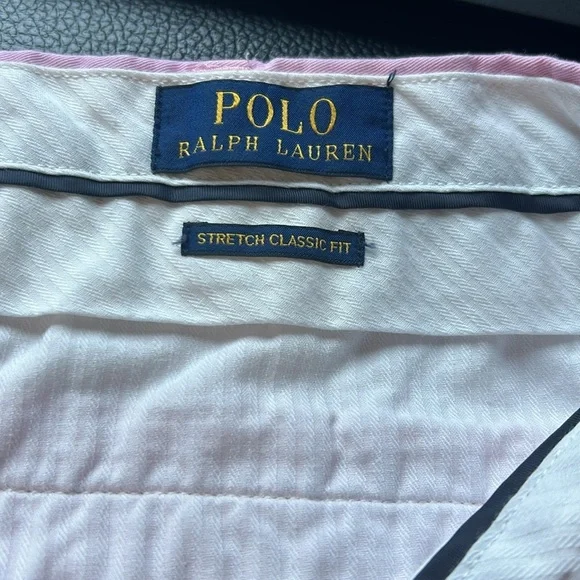 POLO
RALPH LAUREN
STRETCH CLASSIC FIT